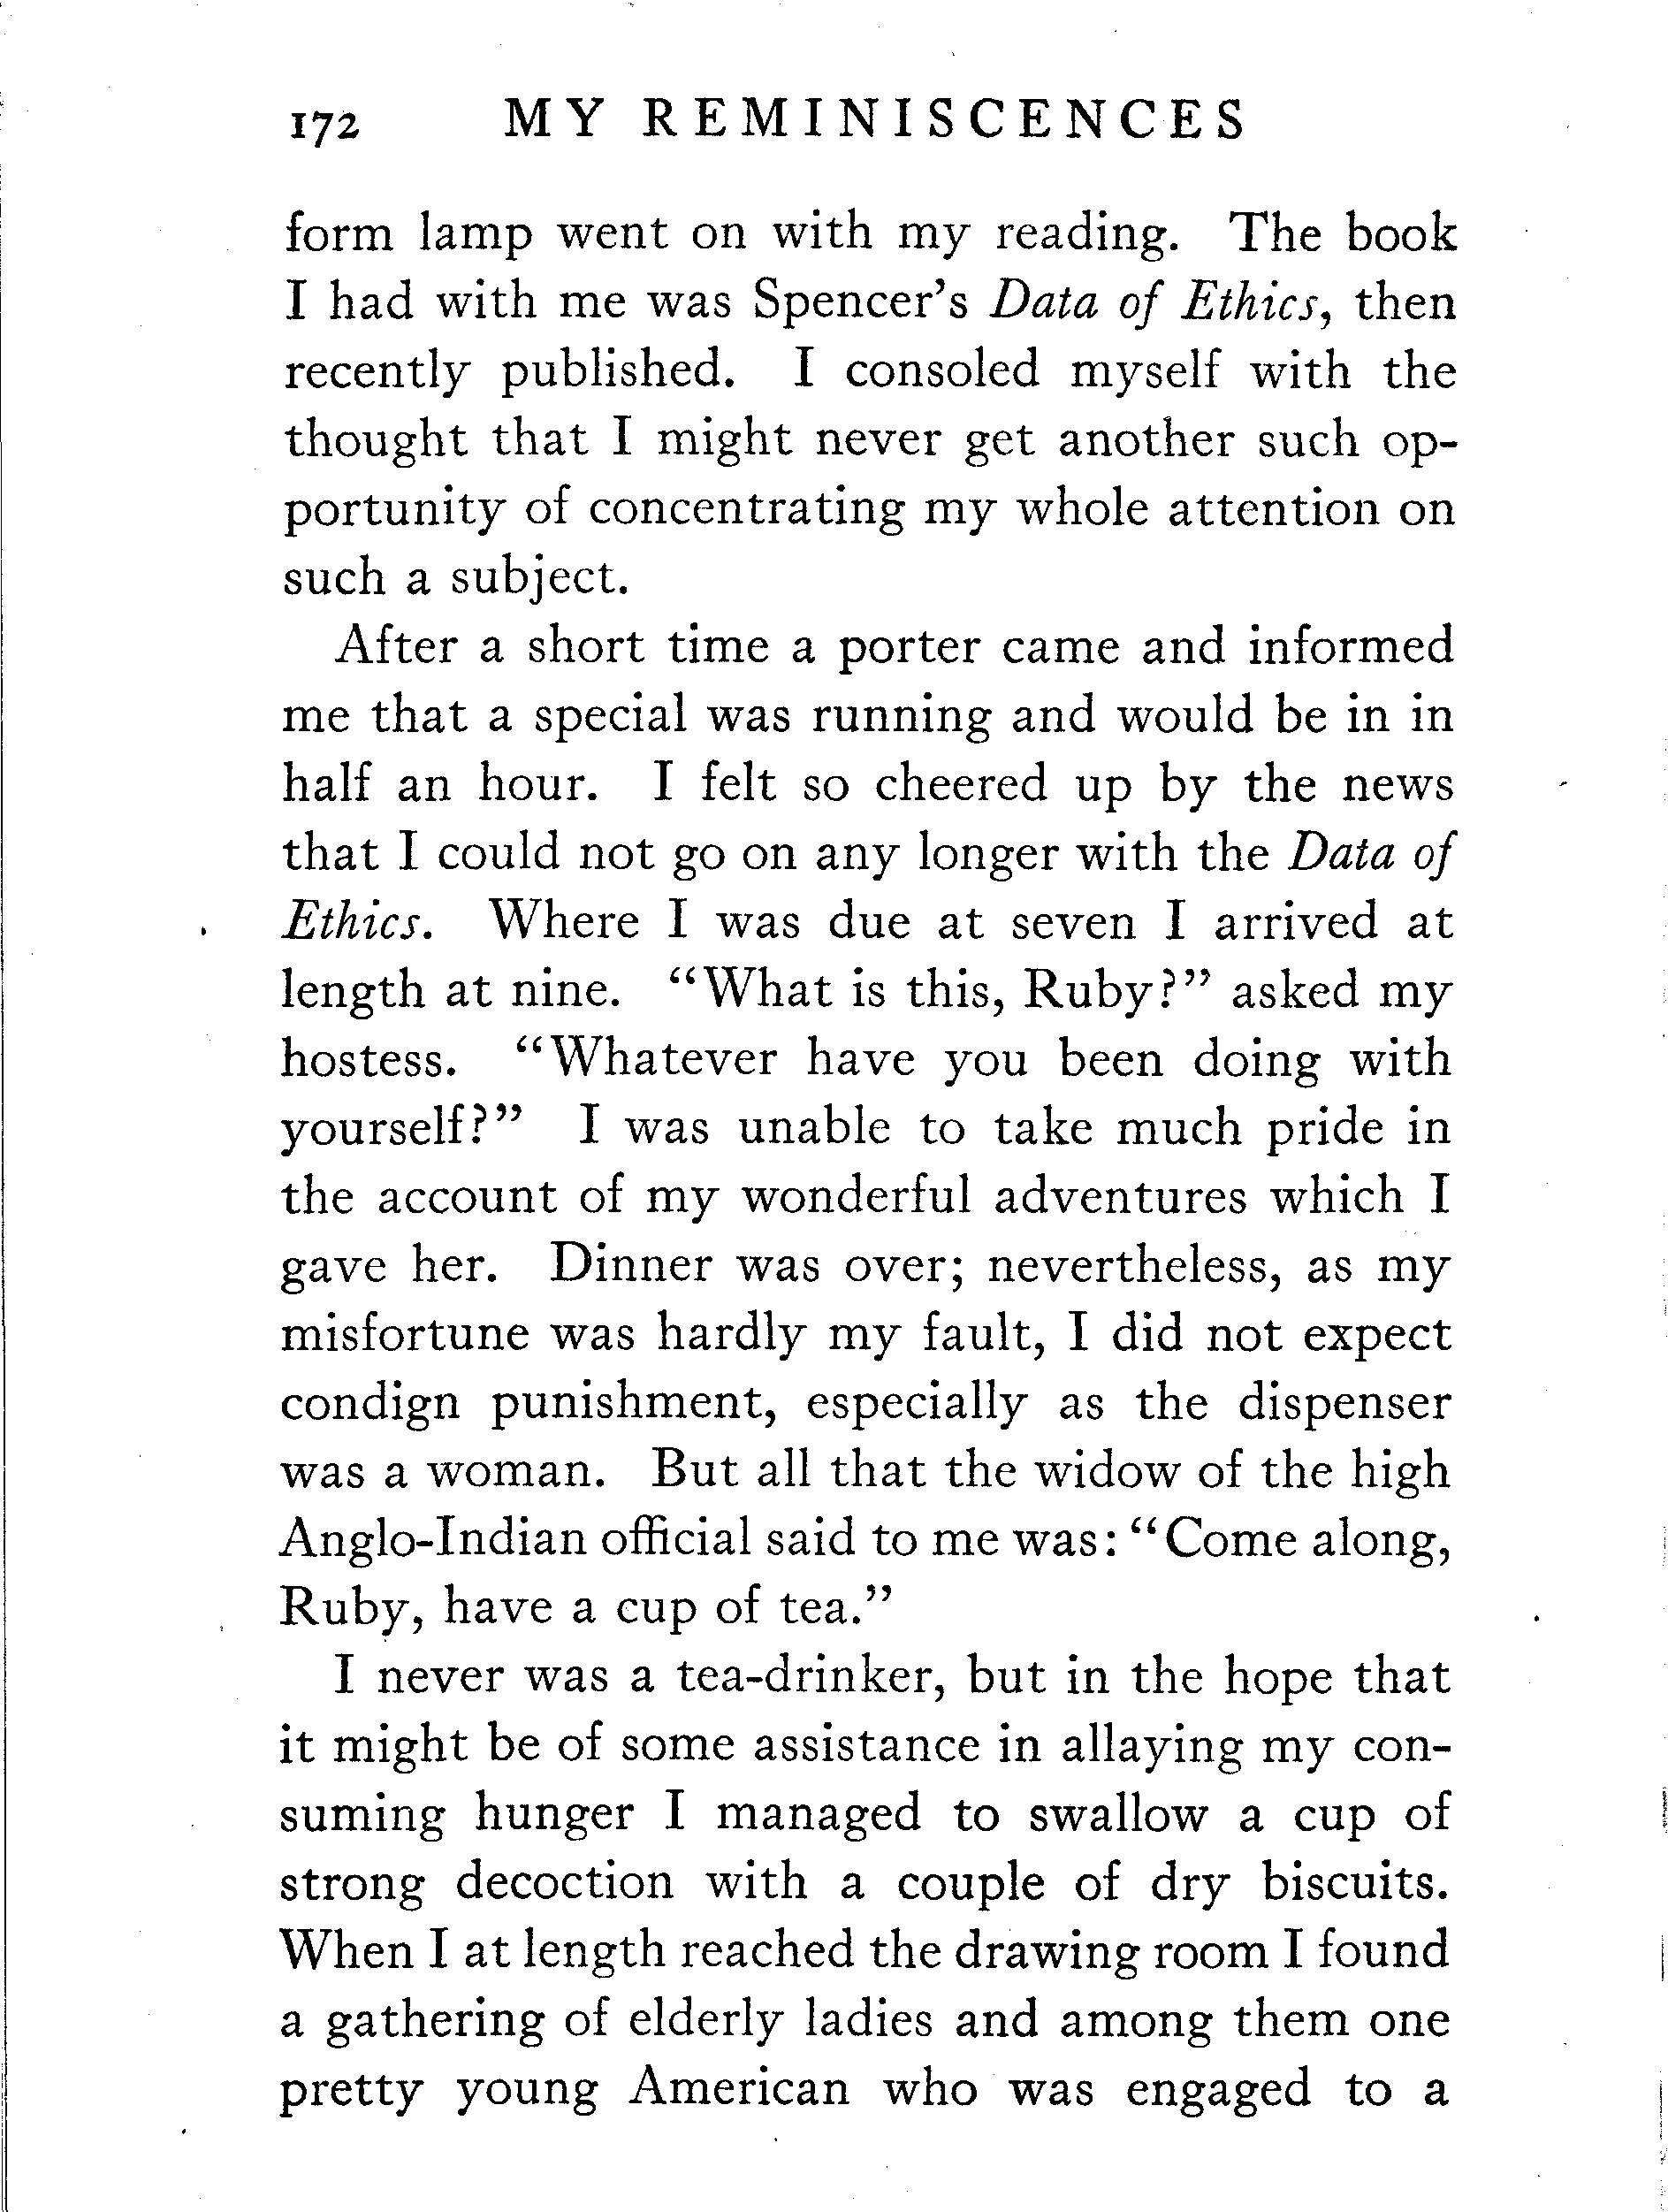 172 MY REMINISCENCES
form lamp went on with my reading. The book
I had with me was Spencer's Data of Ethics, then
recently published. I consoled myself with the
thought that I might never get another such op-
portunity of concentrating my whole attention on
such a subject.
After a short time a porter came and informed
me that a special was running and would be in in
half an hour. I felt so cheered up by the news
that I could not go on any longer with the Data of
Ethics. Where I was due at seven I arrived at
length at nine. “What is this, Ruby?” asked my
hostess. “Whatever have you been doing with
yourself?” I was unable to take much pride in
the account of my wonderful adventures which I
gave her. Dinner was over; nevertheless, as my
misfortune was hardly my fault, I did not expect
condign punishment, especially as the dispenser
was a woman. But all that the widow of the high
Anglo-Indian official said to me was: “Come along,
Ruby, have a cup of tea.”
I never was a tea-drinker, but in the hope that
it might be of some assistance in allaying my con-
suming hunger I managed to swallow a cup of
strong decoction with a couple of dry biscuits.
When I at length reached the drawing room I found
a gathering of elderly ladies and among them one
pretty young American who was engaged to a